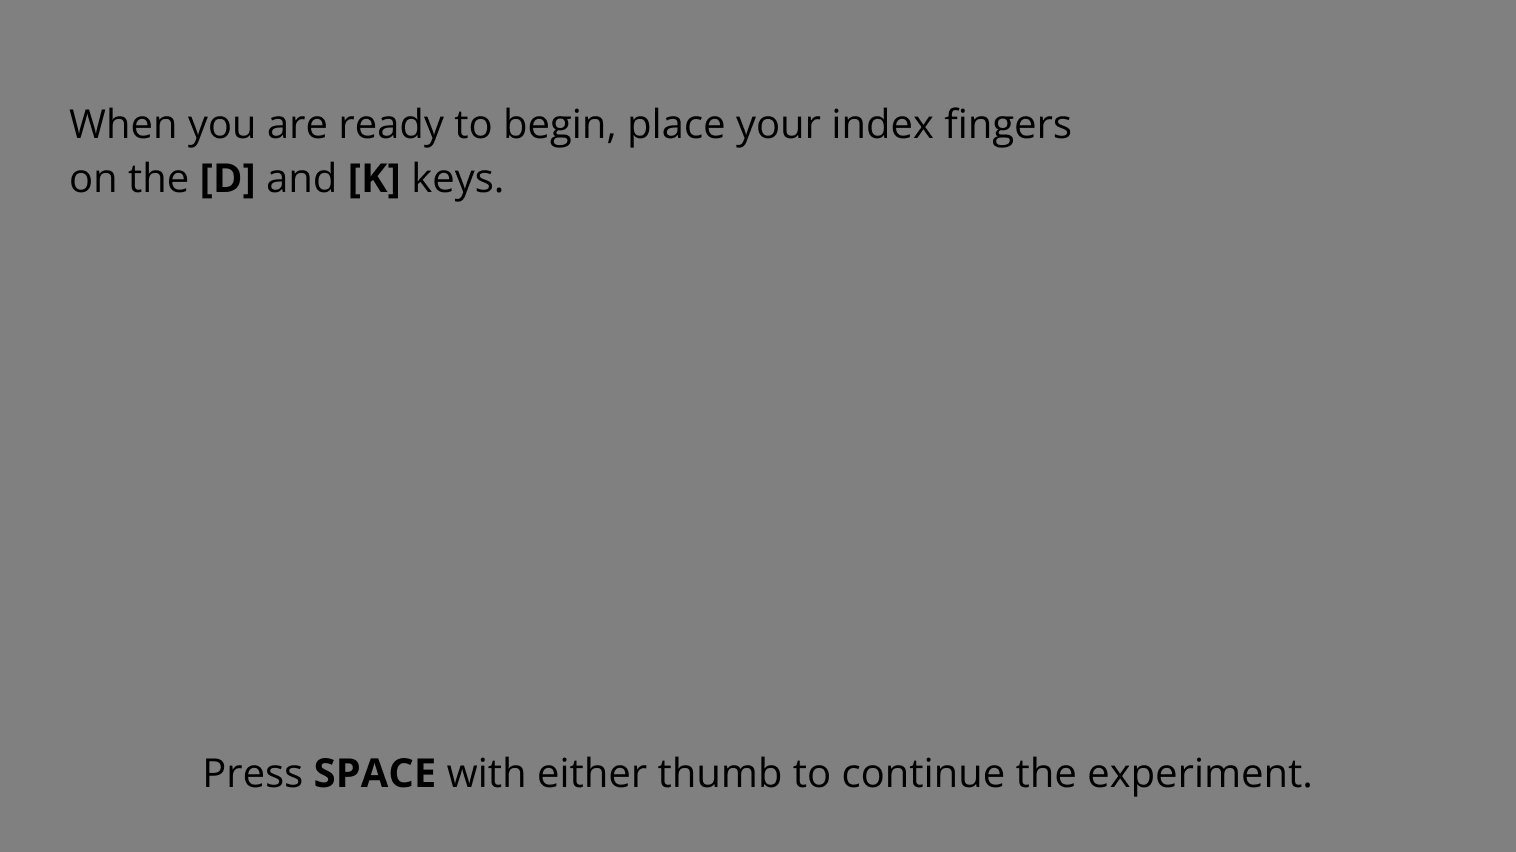 When you are ready to begin, place your index fingers
on the [D] and [K] keys.
Press SPACE with either thumb to continue the experiment.